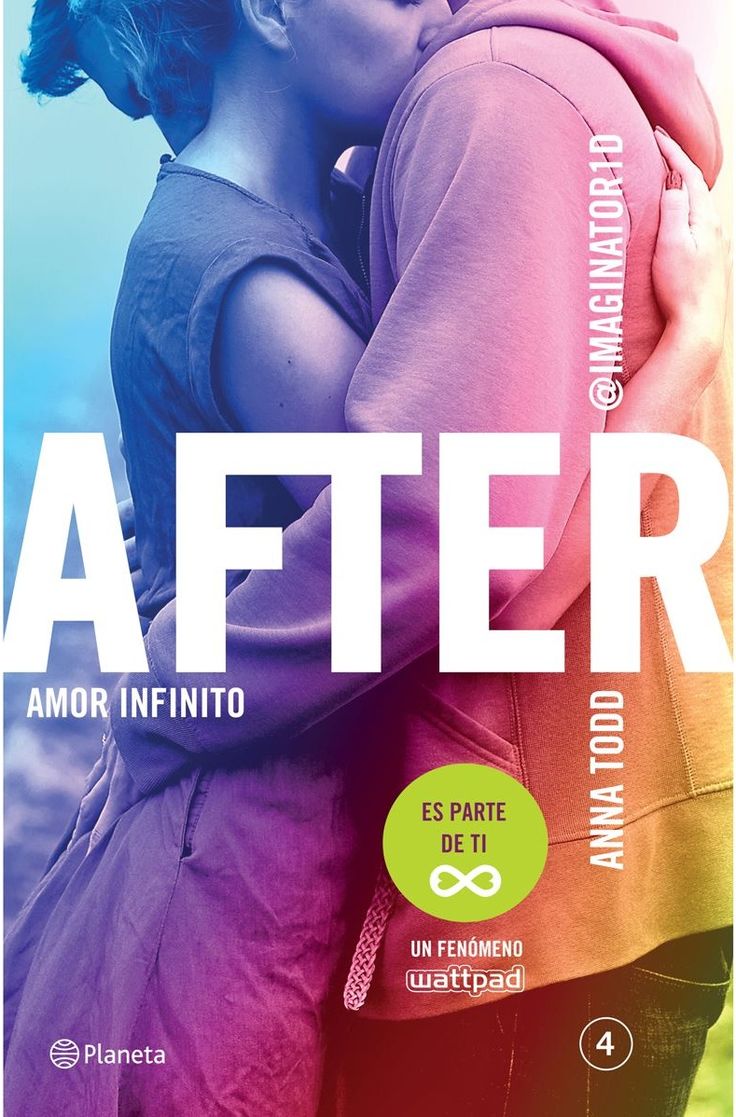 @IMAGINATOR1D
AFTER
AMOR INFINITO
ANNA TODD
ES PARTE
DE TI
UN FENÓMENO
wattpad
Planeta
4